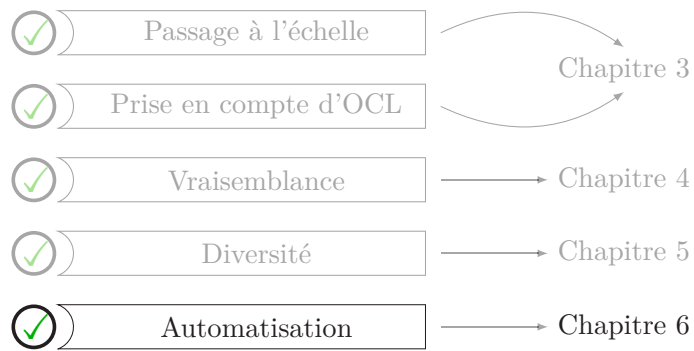 Passage à l'échelle
Chapitre 3
Prise en compte d'OCL
Vraisemblance
Chapitre 4
Diversité
Chapitre 5
Automatisation
Chapitre 6